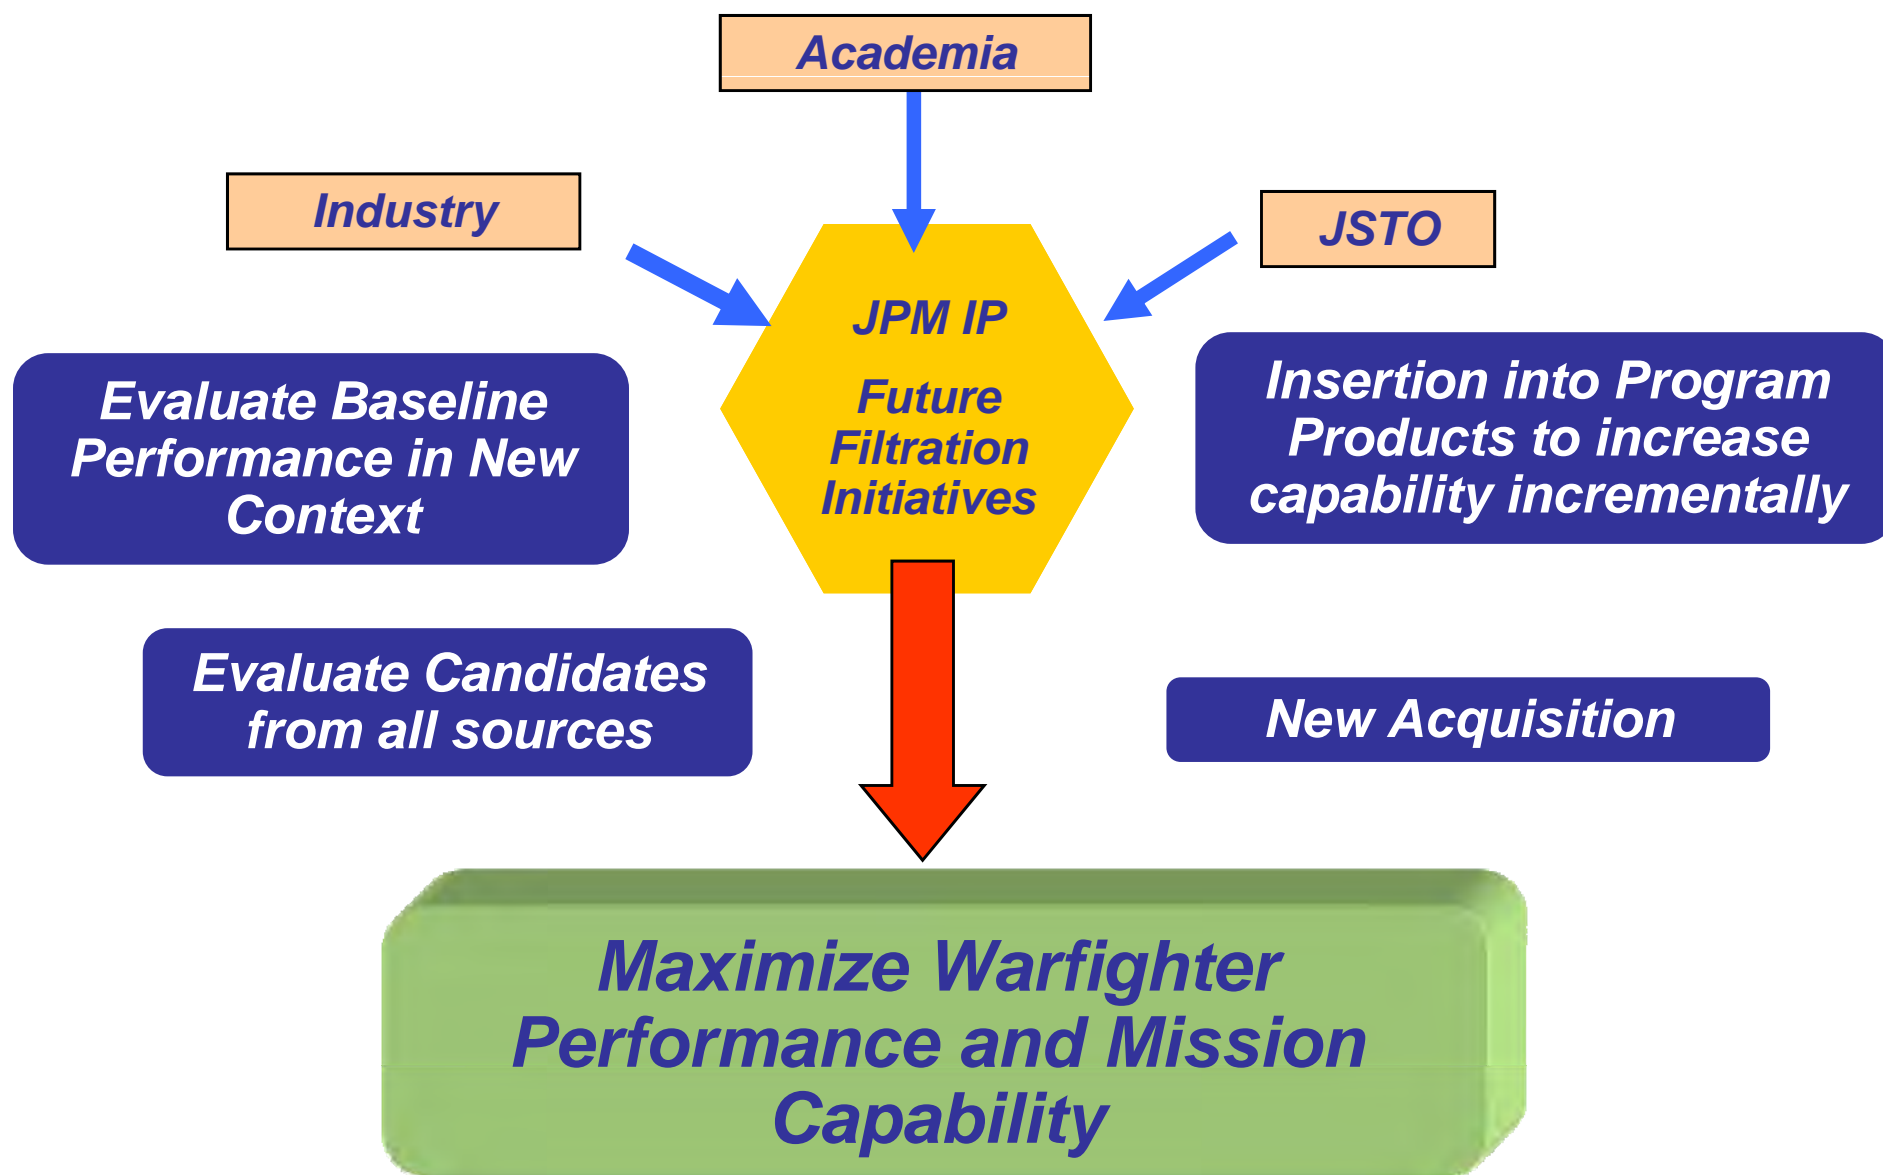 Academia
Industry
JSTO
JPM IP
Future
Filtration
Initiatives
Evaluate Baseline
Performance in New
Context
Insertion into Program
Products to increase
capability incrementally
Evaluate Candidates
from all sources
New Acquisition
Maximize Warfighter
Performance and Mission
Capability